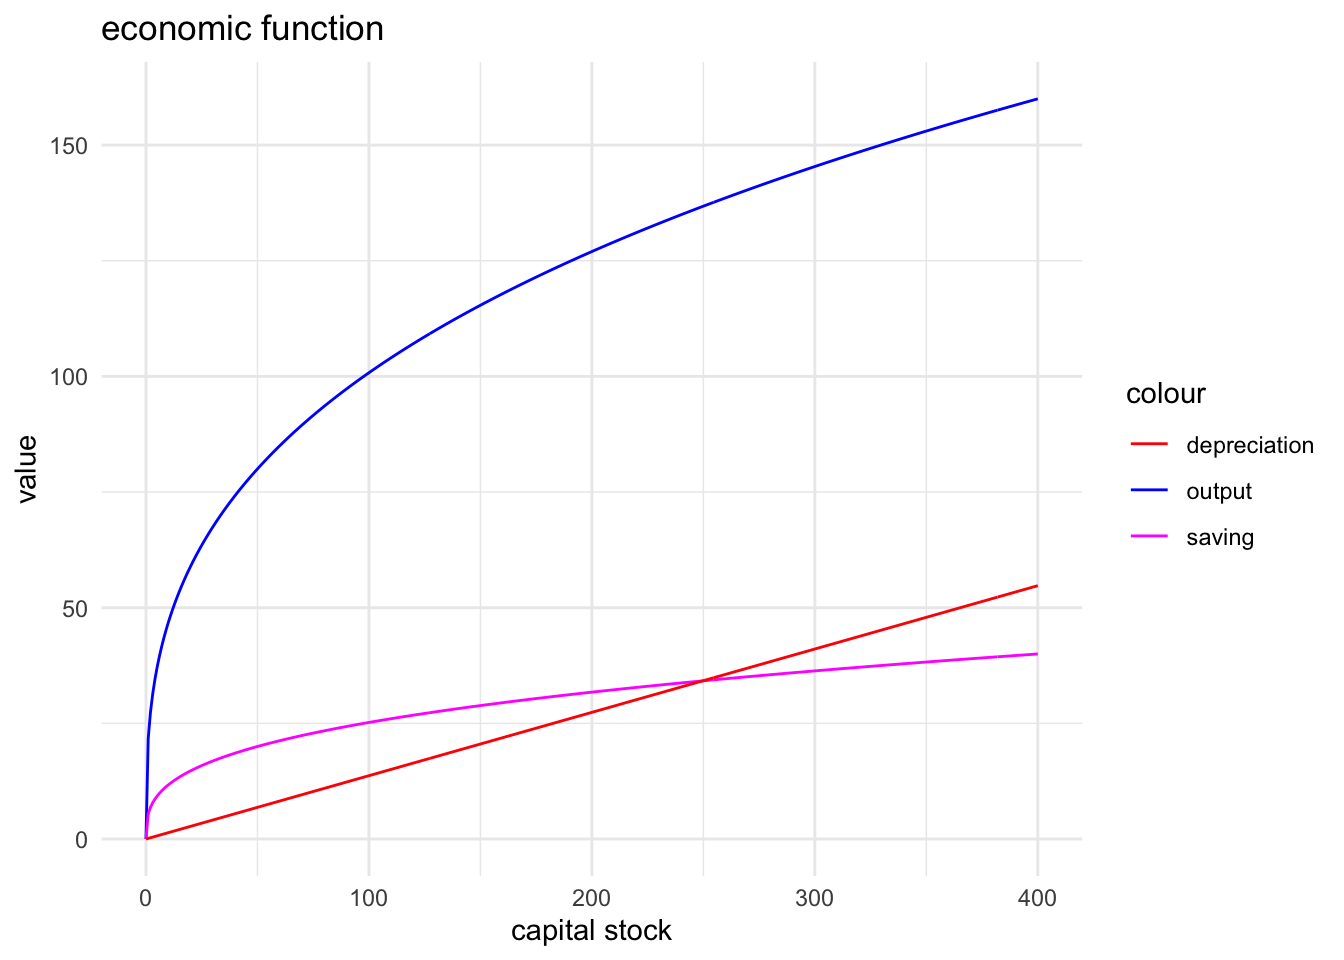 economic function
150
100
50
0
value
0 100 200 300 400
capital stock
colour
depreciation
output
saving